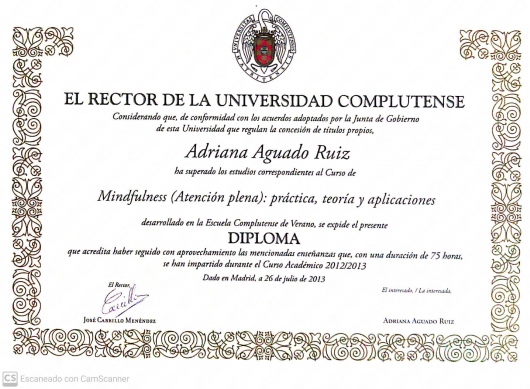 EL RECTOR DE LA UNIVERSIDAD COMPLUTENSE
Considerando que, de conformidad con los acuerdos adoptados por la Junta de Gobierno
de esta Universidad que regulan la concesión de títulos propios,
Adriana Aguado Ruiz
ha superado los estudios correspondientes al Curso de
Mindfulness (Atención plena): práctica, teoría y aplicaciones
desarrollado en la Escuela Complutense de Verano, se expide el presente
DIPLOMA
que acredita haber seguido con aprovechamiento las mencionadas enseñanzas que, con una duración de 75 horas,
se han impartido durante el Curso Académico 2012/2013
Dado en Madrid, a 26 de julio de 2013
El Rector,
El interesado. / La interesada.
JOSÉ CARRILLO MENÉNDEZ
ADRIANA AGUADO RUIZ
CS Escaneado con CamScanner